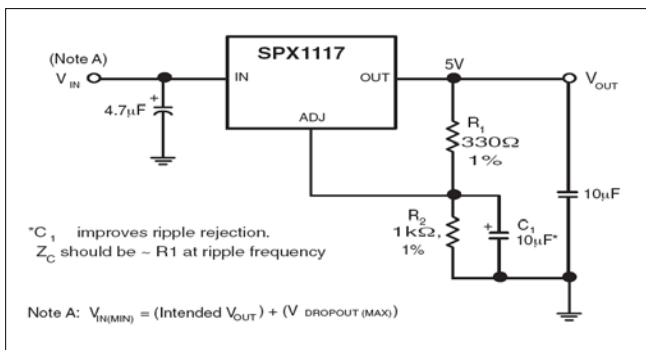 (Note A)
V IN
SPX1117
IN
OUT
ADJ
5V
V OUT
4.7µF
+
R1
330Ω
1%
R2
1kΩ,
1%
+
C1
10µF*
10µF
*C1 improves ripple rejection.
ZC should be ~ R1 at ripple frequency
Note A: VIN(MIN) = (Intended VOUT) + (V DROPOUT (MAX))